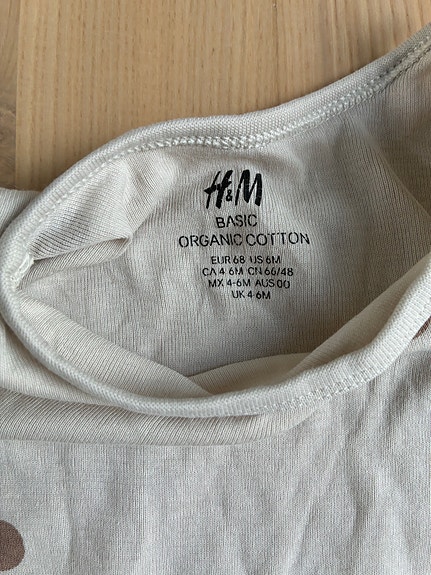 H&M
BASIC
ORGANIC COTTON
EUR 68 US 6M
CA 4-6M CN 66/48
MX 4-6M AUS 00
UK 4-6M